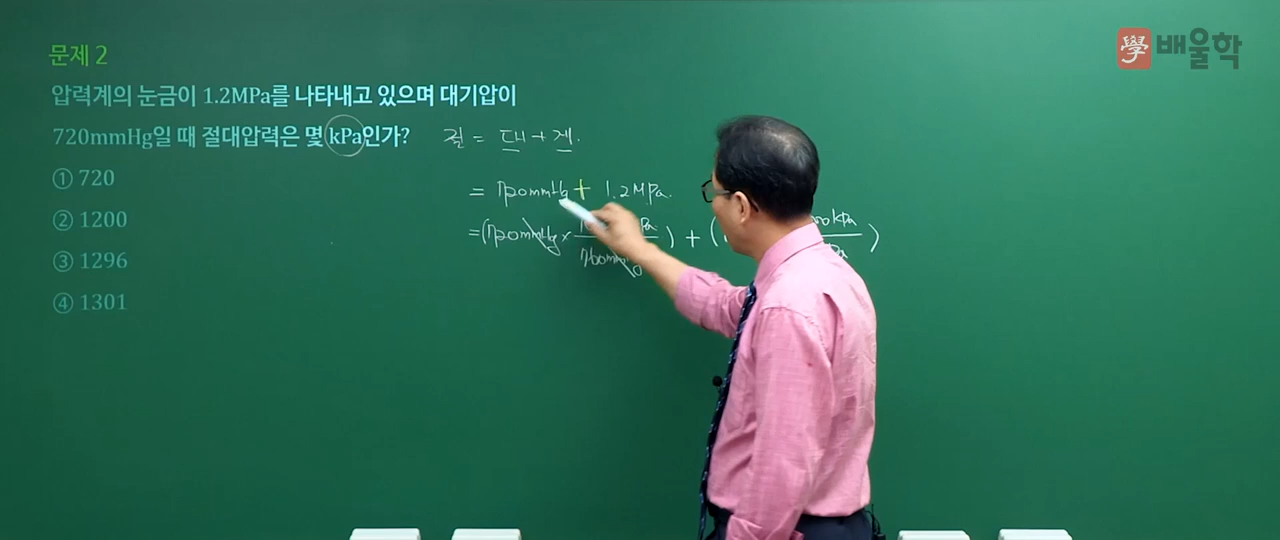 學 배울학
문제 2
압력계의 눈금이 1.2MPa를 나타내고 있으며 대기압이
720mmHg일 때 절대압력은 몇 kPa인가?
① 720
② 1200
③ 1296
④ 1301
절 = 대 + 게.
= 720mmHg + 1.2MPa.
= (720mmHg ×
760mmHg ) + (